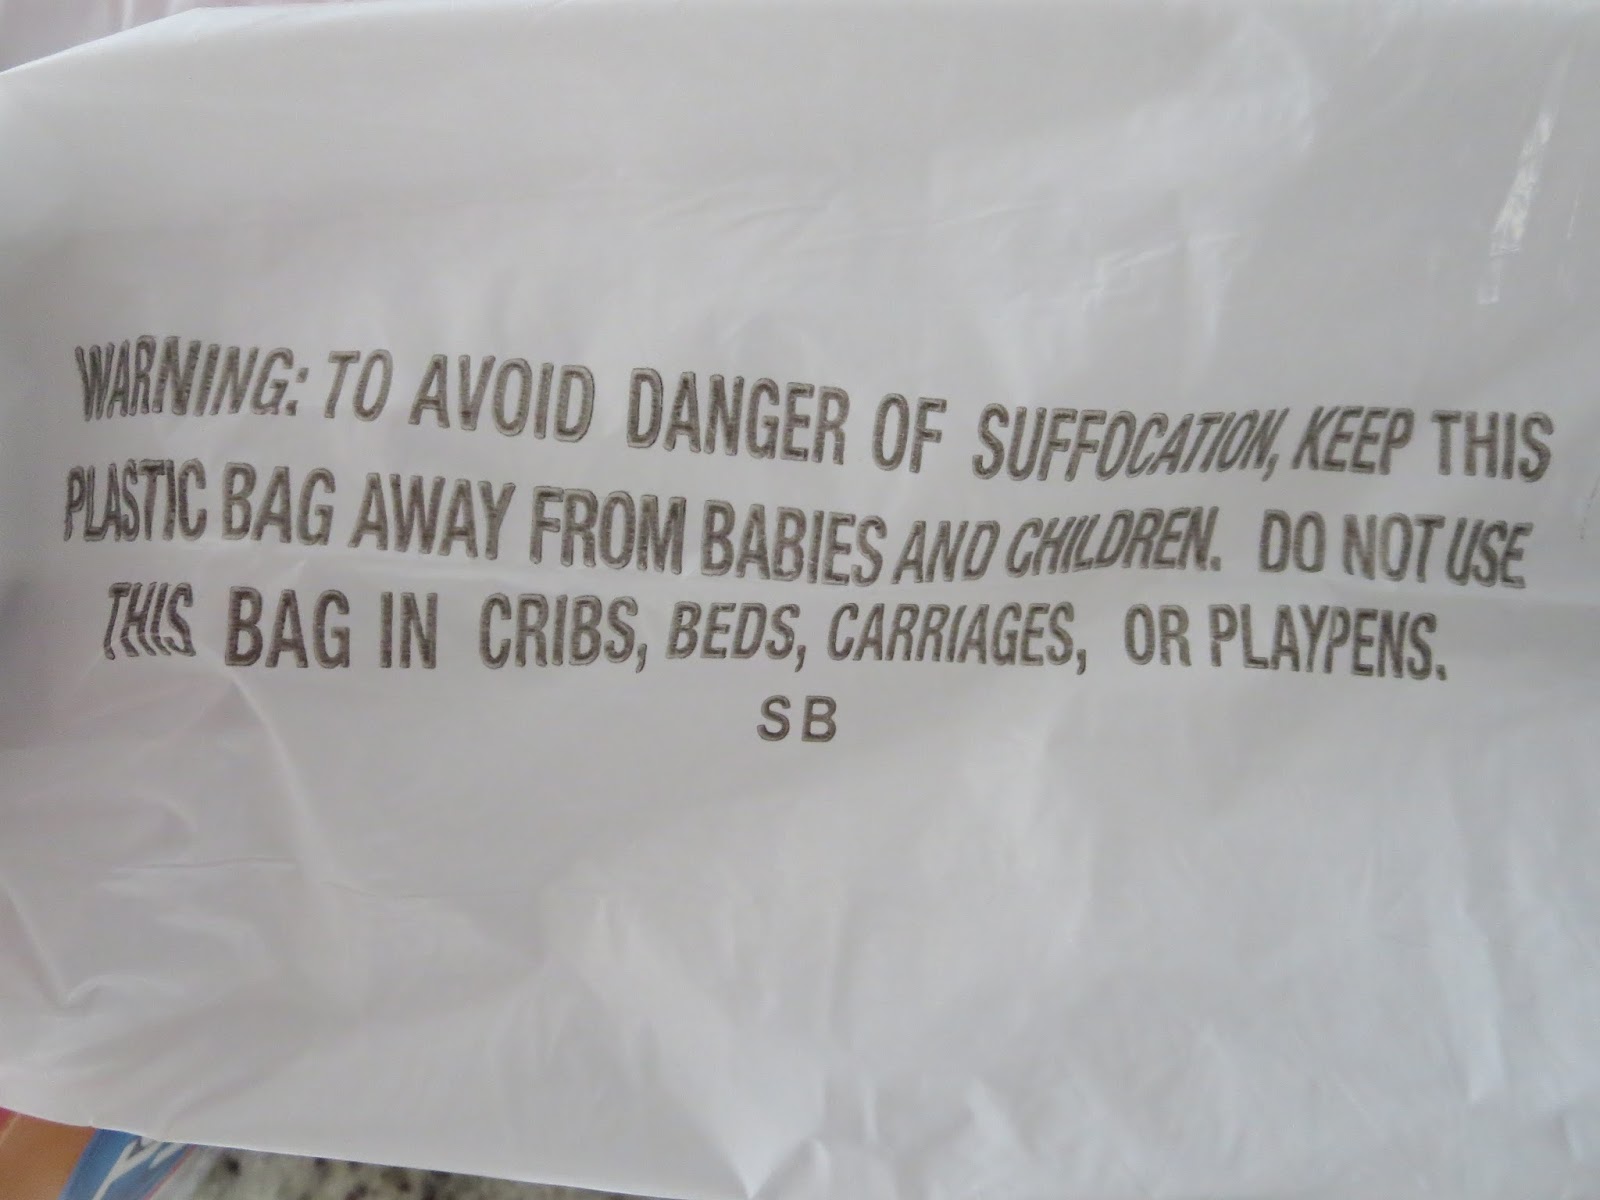 WARNING: TO AVOID DANGER OF SUFFOCATION, KEEP THIS
PLASTIC BAG AWAY FROM BABIES AND CHILDREN. DO NOT USE
THIS BAG IN CRIBS, BEDS, CARRIAGES, OR PLAYPENS.
SB